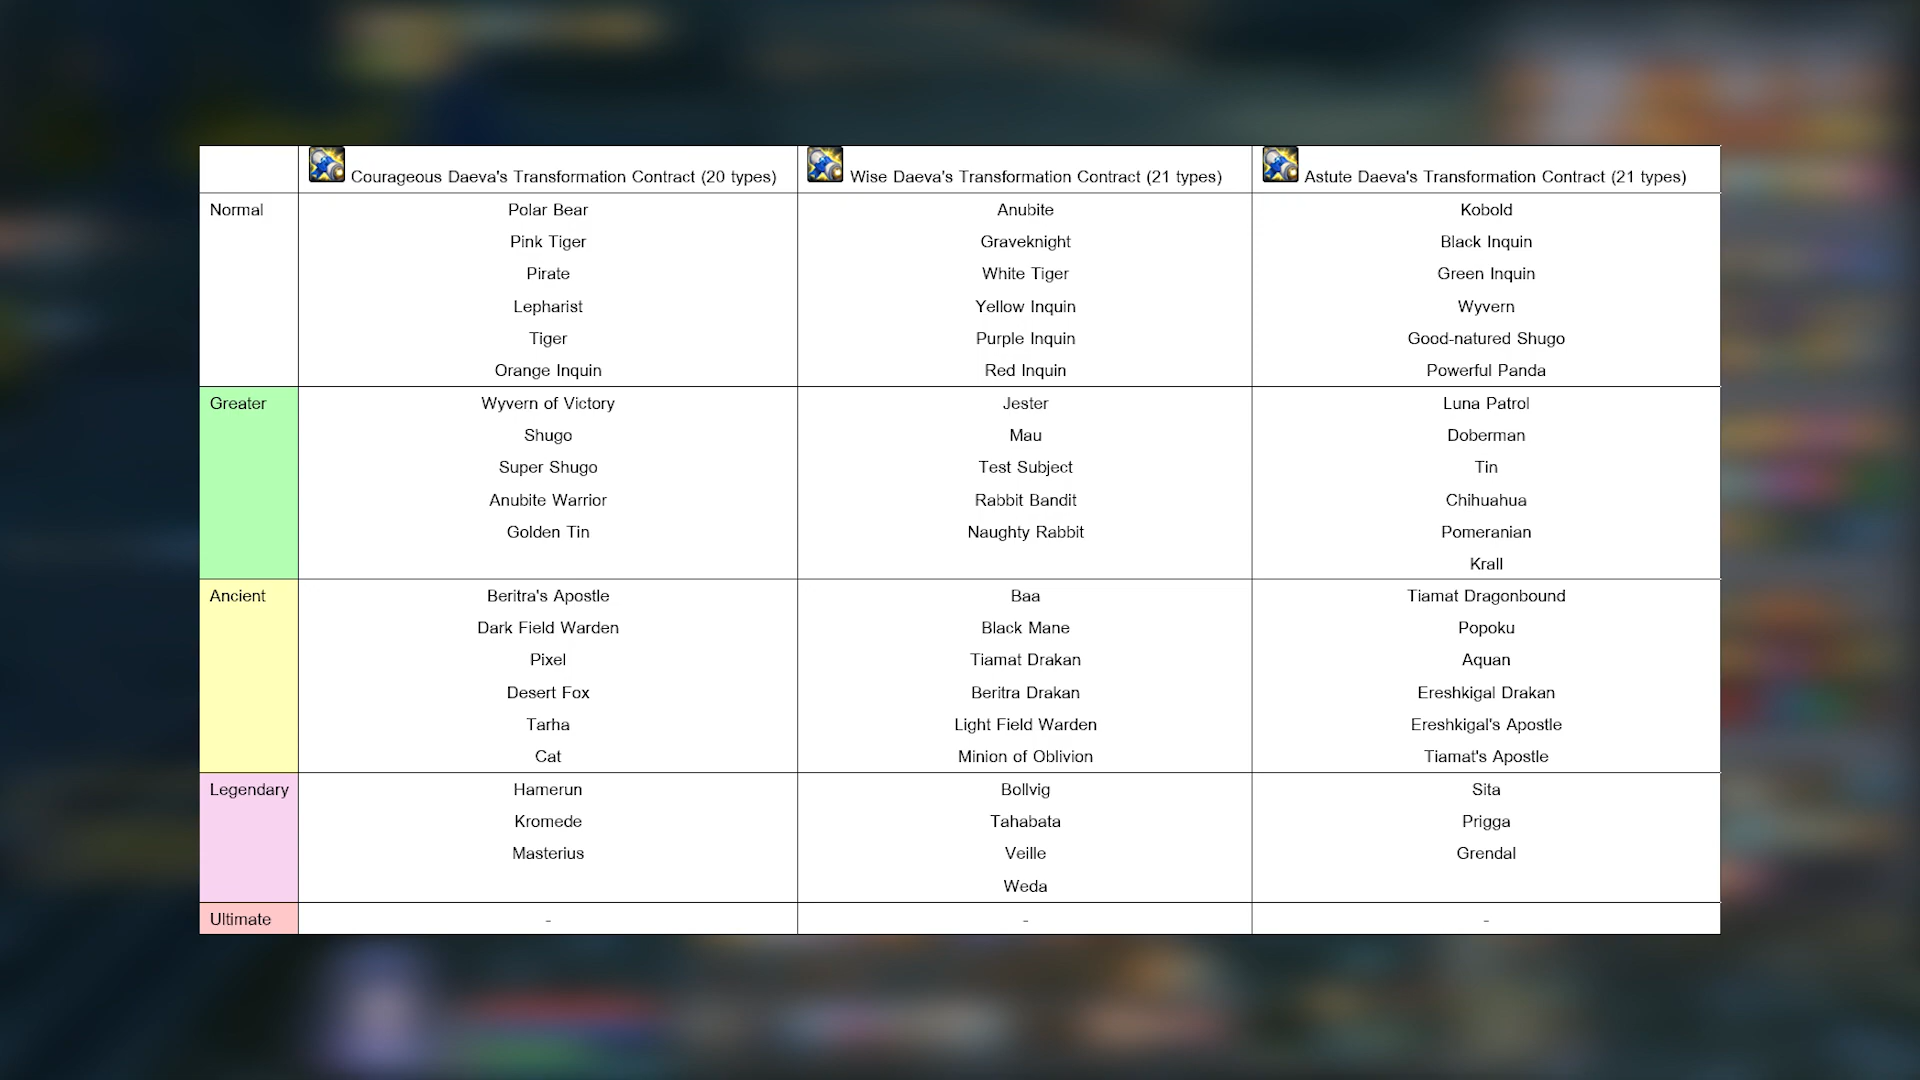 Courageous Daeva's Transformation Contract (20 types) Wise Daeva's Transformation Contract (21 types) Astute Daeva's Transformation Contract (21 types)
Normal Polar Bear Anubite Kobold
Pink Tiger Graveknight Black Inquin
Pirate White Tiger Green Inquin
Lepharist Yellow Inquin Wyvern
Tiger Purple Inquin Good-natured Shugo
Orange Inquin Red Inquin Powerful Panda
Greater Wyvern of Victory Jester Luna Patrol
Shugo Mau Doberman
Super Shugo Test Subject Tin
Anubite Warrior Rabbit Bandit Chihuahua
Golden Tin Naughty Rabbit Pomeranian
Krall
Ancient Beritra's Apostle Baa Tiamat Dragonbound
Dark Field Warden Black Mane Popoku
Pixel Tiamat Drakan Aquan
Desert Fox Beritra Drakan Ereshkigal Drakan
Tarha Light Field Warden Ereshkigal's Apostle
Cat Minion of Oblivion Tiamat's Apostle
Legendary Hamerun Bollvig Sita
Kromede Tahabata Prigga
Masterius Veille Grendal
Weda
Ultimate - - -